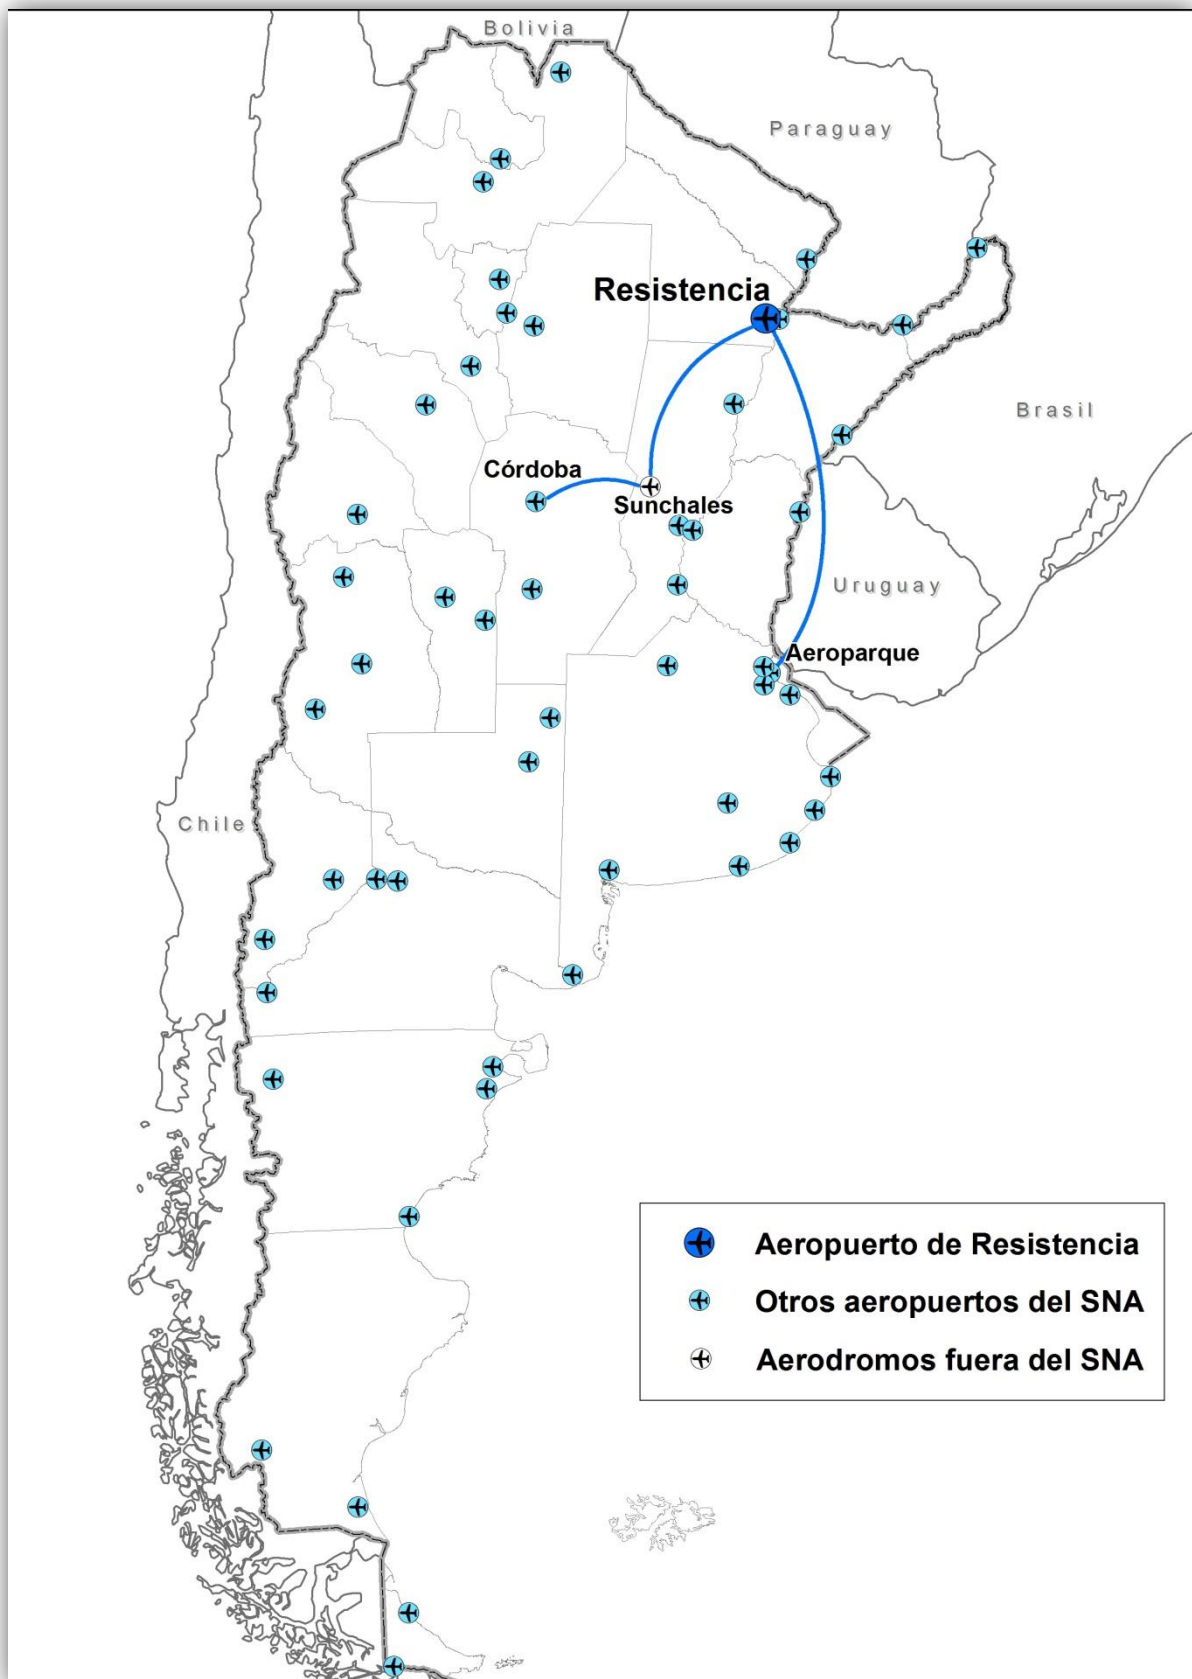 Bolivia
Paraguay
Resistencia
Brasil
Córdoba
Sunchales
Uruguay
Aeroparque
Chile
Aeropuerto de Resistencia
Otros aeropuertos del SNA
Aerodromos fuera del SNA